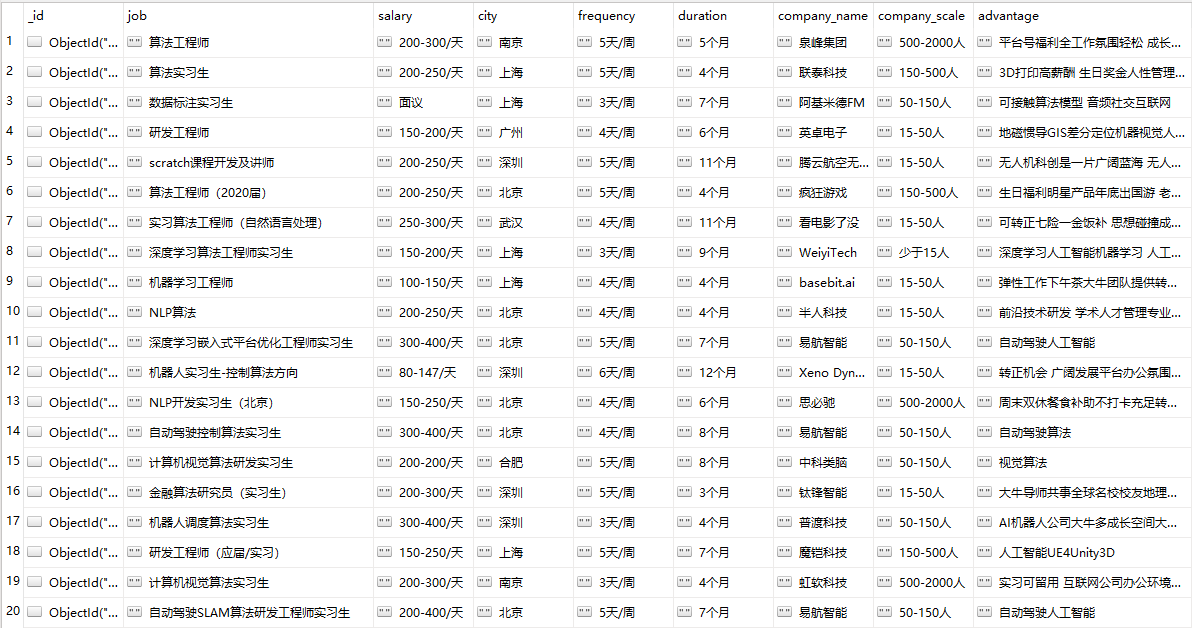 _id job salary city frequency duration company_name company_scale advantage
1 ObjectId("... "" 算法工程师 "" 200-300/天 "" 南京 "" 5天/周 "" 5个月 "" 泉峰集团 "" 500-2000人 "" 平台号福利全工作氛围轻松 成长...
2 ObjectId("... "" 算法实习生 "" 200-250/天 "" 上海 "" 5天/周 "" 4个月 "" 联泰科技 "" 150-500人 "" 3D打印高薪酬 生日奖金人性管理...
3 ObjectId("... "" 数据标注实习生 "" 面议 "" 上海 "" 3天/周 "" 7个月 "" 阿基米德FM "" 50-150人 "" 可接触算法模型 音频社交互联网
4 ObjectId("... "" 研发工程师 "" 150-200/天 "" 广州 "" 4天/周 "" 6个月 "" 英卓电子 "" 15-50人 "" 地磁惯导GIS差分定位机器视觉人...
5 ObjectId("... "" scratch课程开发及讲师 "" 200-250/天 "" 深圳 "" 5天/周 "" 11个月 "" 腾云航空无... "" 15-50人 "" 无人机科创是一片广阔蓝海 无人...
6 ObjectId("... "" 算法工程师（2020届） "" 200-250/天 "" 北京 "" 5天/周 "" 4个月 "" 疯狂游戏 "" 150-500人 "" 生日福利明星产品年底出国游 老...
7 ObjectId("... "" 实习算法工程师（自然语言处理） "" 250-300/天 "" 武汉 "" 4天/周 "" 11个月 "" 看电影了没 "" 15-50人 "" 可转正七险一金饭补 思想碰撞成...
8 ObjectId("... "" 深度学习算法工程师实习生 "" 150-200/天 "" 上海 "" 3天/周 "" 9个月 "" WeiyiTech "" 少于15人 "" 深度学习人工智能机器学习 人工...
9 ObjectId("... "" 机器学习工程师 "" 100-150/天 "" 上海 "" 4天/周 "" 4个月 "" basebit.ai "" 15-50人 "" 弹性工作下午茶大牛团队提供转...
10 ObjectId("... "" NLP算法 "" 200-250/天 "" 北京 "" 4天/周 "" 4个月 "" 半人科技 "" 15-50人 "" 前沿技术研发 学术人才管理专业...
11 ObjectId("... "" 深度学习嵌入式平台优化工程师实习生 "" 300-400/天 "" 北京 "" 5天/周 "" 7个月 "" 易航智能 "" 50-150人 "" 自动驾驶人工智能
12 ObjectId("... "" 机器人实习生-控制算法方向 "" 80-147/天 "" 深圳 "" 6天/周 "" 12个月 "" Xeno Dyn... "" 15-50人 "" 转正机会 广阔发展平台办公氛围...
13 ObjectId("... "" NLP开发实习生（北京） "" 150-250/天 "" 北京 "" 4天/周 "" 6个月 "" 思必驰 "" 500-2000人 "" 周末双休餐食补助不打卡充足转...
14 ObjectId("... "" 自动驾驶控制算法实习生 "" 300-400/天 "" 北京 "" 4天/周 "" 8个月 "" 易航智能 "" 50-150人 "" 自动驾驶算法
15 ObjectId("... "" 计算机视觉算法研发实习生 "" 200-200/天 "" 合肥 "" 5天/周 "" 8个月 "" 中科类脑 "" 50-150人 "" 视觉算法
16 ObjectId("... "" 金融算法研究员（实习生） "" 200-300/天 "" 深圳 "" 5天/周 "" 3个月 "" 钛锋智能 "" 15-50人 "" 大牛导师共事全球名校校友地理...
17 ObjectId("... "" 机器人调度算法实习生 "" 300-400/天 "" 深圳 "" 3天/周 "" 4个月 "" 普渡科技 "" 50-150人 "" AI机器人公司大牛多成长空间大...
18 ObjectId("... "" 研发工程师（应届/实习） "" 150-250/天 "" 上海 "" 5天/周 "" 7个月 "" 魔铠科技 "" 150-500人 "" 人工智能UE4Unity3D
19 ObjectId("... "" 计算机视觉算法实习生 "" 200-300/天 "" 南京 "" 3天/周 "" 4个月 "" 虹软科技 "" 500-2000人 "" 实习可留用 互联网公司办公环境...
20 ObjectId("... "" 自动驾驶SLAM算法研发工程师实习生 "" 200-400/天 "" 北京 "" 5天/周 "" 7个月 "" 易航智能 "" 50-150人 "" 自动驾驶人工智能